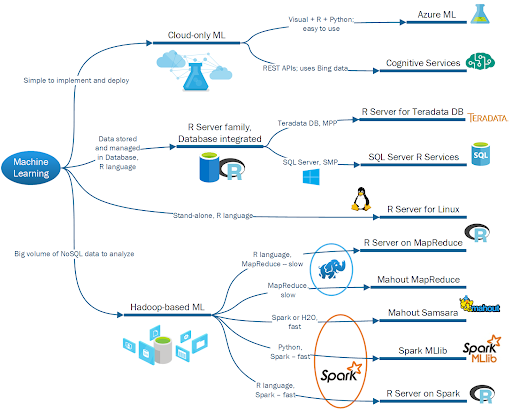 Visual + R + Python;
easy to use
Azure ML
Cloud-only ML
REST APIs; uses Bing data
Cognitive Services
Simple to implement and deploy
Teradata DB, MPP
R Server for Teradata DB
TERADATA
Data stored
and managed
in Database,
R language
R Server family,
Database integrated
R
SQL Server, SMP
SQL Server R Services
SQL
Machine
Learning
Stand-alone, R language
R Server for Linux
Big volume of NoSQL data to analyze
R language,
MapReduce – slow
R Server on MapReduce
R
MapReduce
slow
Mahout MapReduce
Hadoop-based ML
Spark or H2O,
fast
Mahout Samsara
mahout
Python,
Spark – fast
Spark MLlib
Spark
MLlib
Spark
R language,
Spark – fast
R Server on Spark
R